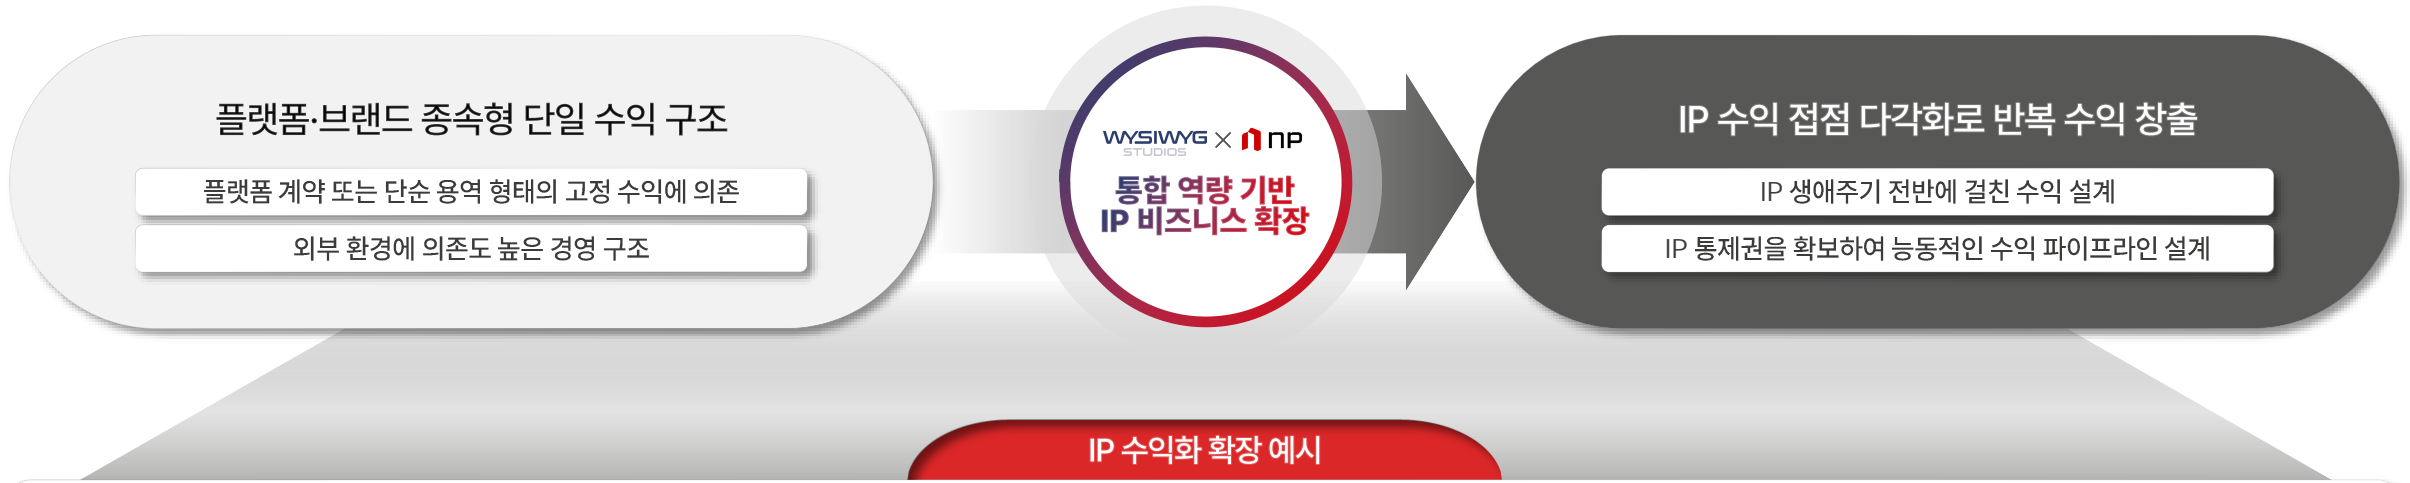 플랫폼·브랜드 종속형 단일 수익 구조
플랫폼 계약 또는 단순 용역 형태의 고정 수익에 의존
외부 환경에 의존도 높은 경영 구조
WYSIWYG STUDIOS × np
통합 역량 기반
IP 비즈니스 확장
IP 수익 접점 다각화로 반복 수익 창출
IP 생애주기 전반에 걸친 수익 설계
IP 통제권을 확보하여 능동적인 수익 파이프라인 설계
IP 수익화 확장 예시